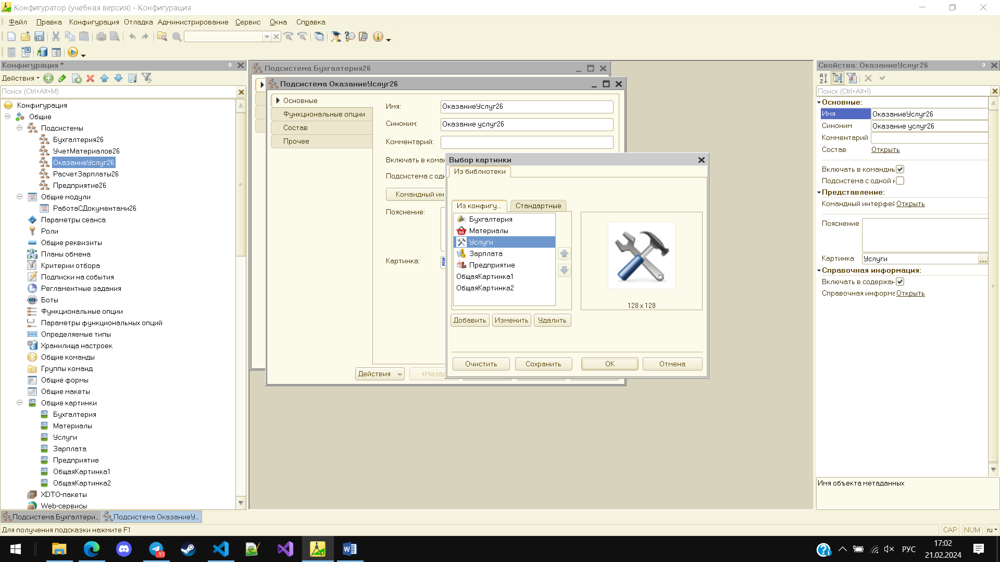 Конфигуратор (учебная версия) - Конфигурация
Файл Правка Конфигурация Отладка Администрирование Сервис Окна Справка
Конфигурация *
Действия
Поиск (Ctrl+Alt+M)
Конфигурация
Общие
Подсистемы
Бухгалтерия26
УчетМатериалов26
ОказаниеУслуг26
РасчетЗарплаты26
Предприятие26
Общие модули
РаботаСДокументами26
Параметры сеанса
Роли
Общие реквизиты
Планы обмена
Критерии отбора
Подписки на события
Регламентные задания
Боты
Функциональные опции
Параметры функциональных опций
Определяемые типы
Хранилища настроек
Общие команды
Группы команд
Общие формы
Общие макеты
Общие картинки
Бухгалтерия
Материалы
Услуги
Зарплата
Предприятие
ОбщаяКартинка1
ОбщаяКартинка2
XDTO-пакеты
Web-сервисы
Подсистема Бухгалтерия26
Подсистема ОказаниеУслуг26
Основные
Функциональные опции
Состав
Прочее
Имя: ОказаниеУслуг26
Синоним: Оказание услуг26
Комментарий:
Включать в кома
Подсистема с од
Командный ин
Пояснение:
Картинка:
Действия
<Назад
Выбор картинки
Из библиотеки
Из конфигу... Стандартные
Бухгалтерия
Материалы
Услуги
Зарплата
Предприятие
ОбщаяКартинка1
ОбщаяКартинка2
128 x 128
Добавить Изменить Удалить
Очистить Сохранить OK Отмена
Свойства: ОказаниеУслуг26
Поиск (Ctrl+Alt+I)
Основные:
Имя ОказаниеУслуг26
Синоним Оказание услуг26
Комментарий
Состав Открыть
Включать в командны
Подсистема с одной к
Представление:
Командный интерфей Открыть
Пояснение
Картинка Услуги ...
Справочная информация:
Включать в содержан
Справочная информа Открыть
Имя объекта метаданных
Подсистема Бухгалтери... Подсистема ОказаниеУ...
Для получения подсказки нажмите F1
CAP NUM ru
.93
РУС
17:02
21.02.2024